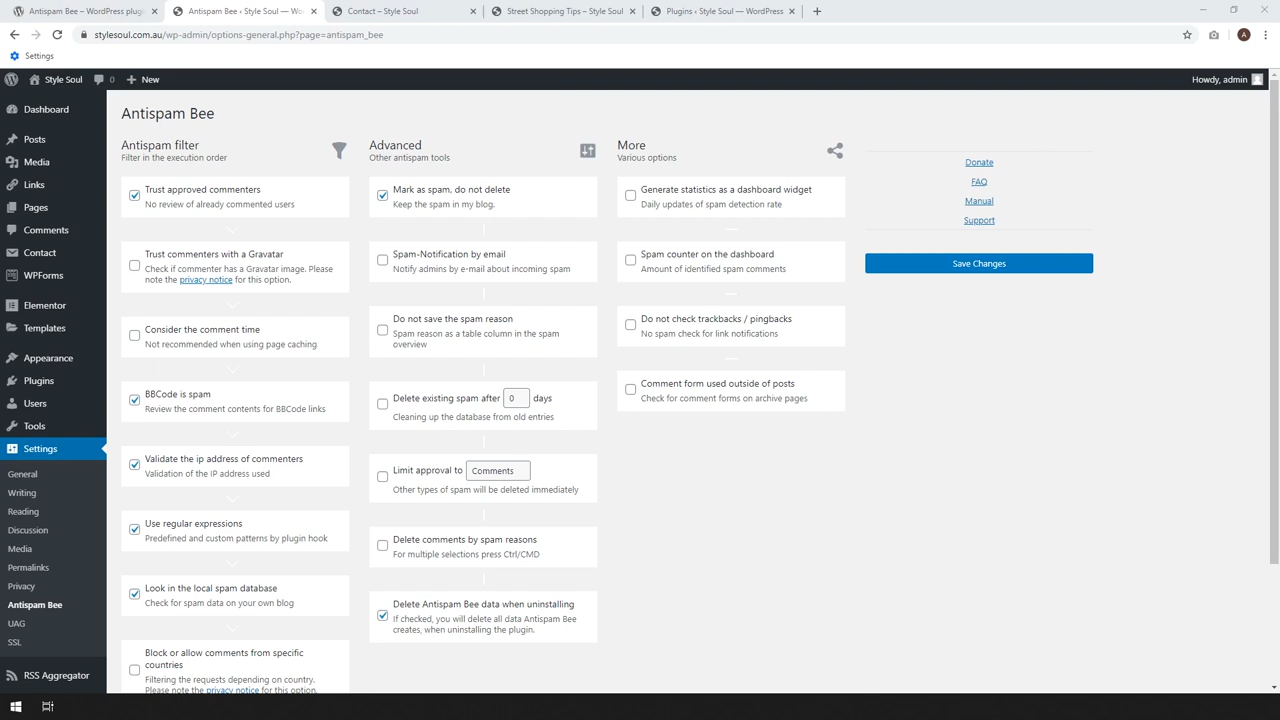 Antispam Bee – WordPress plugi
Antispam Bee ‹ Style Soul — Wo
Contact – Style Soul
Street Shopping Tips – Style Soul
Plugins ‹ Style Soul — WordPress
stylesoul.com.au/wp-admin/options-general.php?page=antispam_bee
A
Settings
Style Soul
0
New
Howdy, admin
Dashboard
Posts
Media
Links
Pages
Comments
Contact
WPForms
Elementor
Templates
Appearance
Plugins
Users
Tools
Settings
General
Writing
Reading
Discussion
Media
Permalinks
Privacy
Antispam Bee
UAG
SSL
RSS Aggregator
Antispam Bee
Antispam filter
Filter in the execution order
Trust approved commenters
No review of already commented users
Trust commenters with a Gravatar
Check if commenter has a Gravatar image. Please
note the privacy notice for this option.
Consider the comment time
Not recommended when using page caching
BBCode is spam
Review the comment contents for BBCode links
Validate the ip address of commenters
Validation of the IP address used
Use regular expressions
Predefined and custom patterns by plugin hook
Look in the local spam database
Check for spam data on your own blog
Block or allow comments from specific
countries
Filtering the requests depending on country.
Please note the privacy notice for this option.
Advanced
Other antispam tools
Mark as spam, do not delete
Keep the spam in my blog.
Spam-Notification by email
Notify admins by e-mail about incoming spam
Do not save the spam reason
Spam reason as a table column in the spam
overview
Delete existing spam after 0 days
Cleaning up the database from old entries
Limit approval to Comments
Other types of spam will be deleted immediately
Delete comments by spam reasons
For multiple selections press Ctrl/CMD
Delete Antispam Bee data when uninstalling
If checked, you will delete all data Antispam Bee
creates, when uninstalling the plugin.
More
Various options
Generate statistics as a dashboard widget
Daily updates of spam detection rate
Spam counter on the dashboard
Amount of identified spam comments
Do not check trackbacks / pingbacks
No spam check for link notifications
Comment form used outside of posts
Check for comment forms on archive pages
Donate
FAQ
Manual
Support
Save Changes